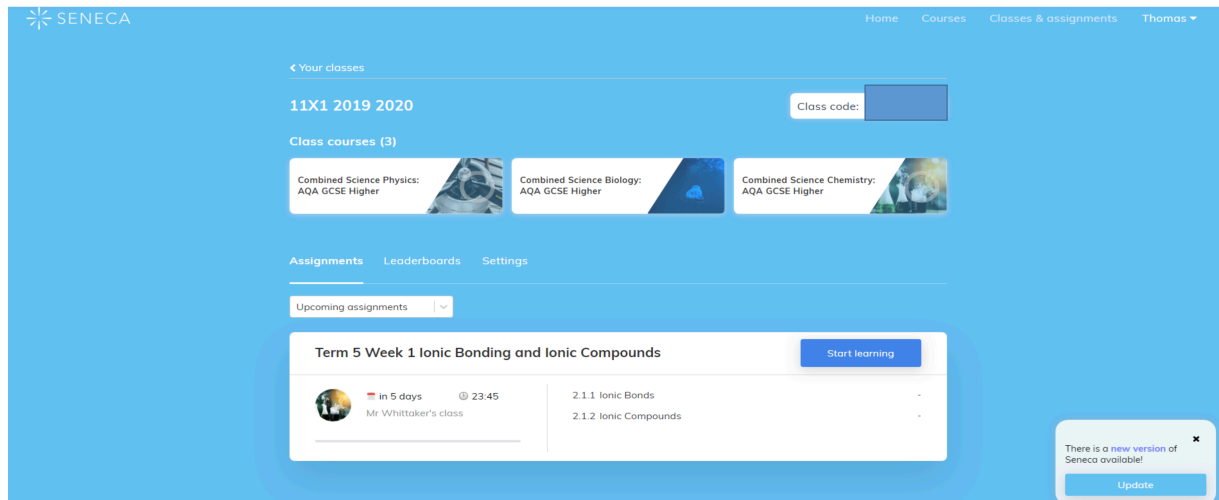 SENECA
Home Courses Classes & assignments Thomas
Your classes
11X1 2019 2020
Class code:
Class courses (3)
Combined Science Physics:
AQA GCSE Higher
Combined Science Biology:
AQA GCSE Higher
Combined Science Chemistry:
AQA GCSE Higher
Assignments Leaderboards Settings
Upcoming assignments
Term 5 Week 1 Ionic Bonding and Ionic Compounds
Start learning
in 5 days 23:45
Mr Whittaker's class
2.1.1 Ionic Bonds -
2.1.2 Ionic Compounds -
There is a new version of
Seneca available!
Update